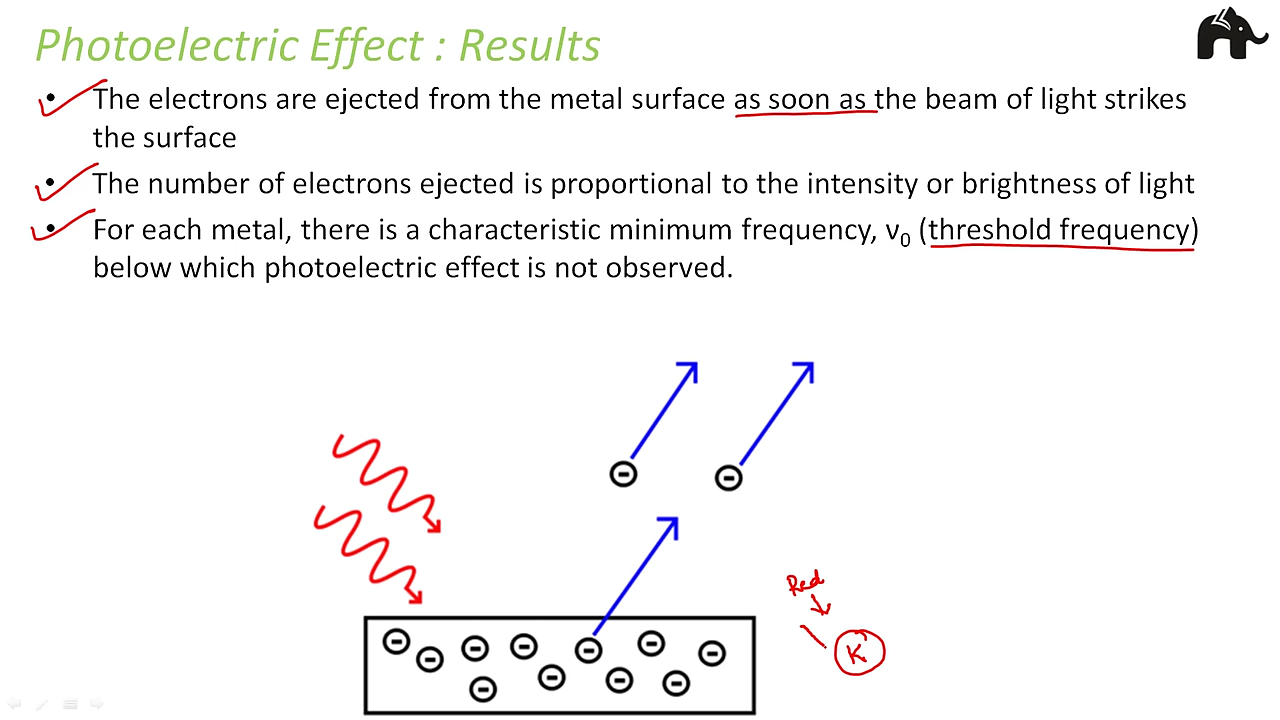 Photoelectric Effect : Results
• The electrons are ejected from the metal surface as soon as the beam of light strikes
the surface
• The number of electrons ejected is proportional to the intensity or brightness of light
• For each metal, there is a characteristic minimum frequency, ν₀ (threshold frequency)
below which photoelectric effect is not observed.
Red
K